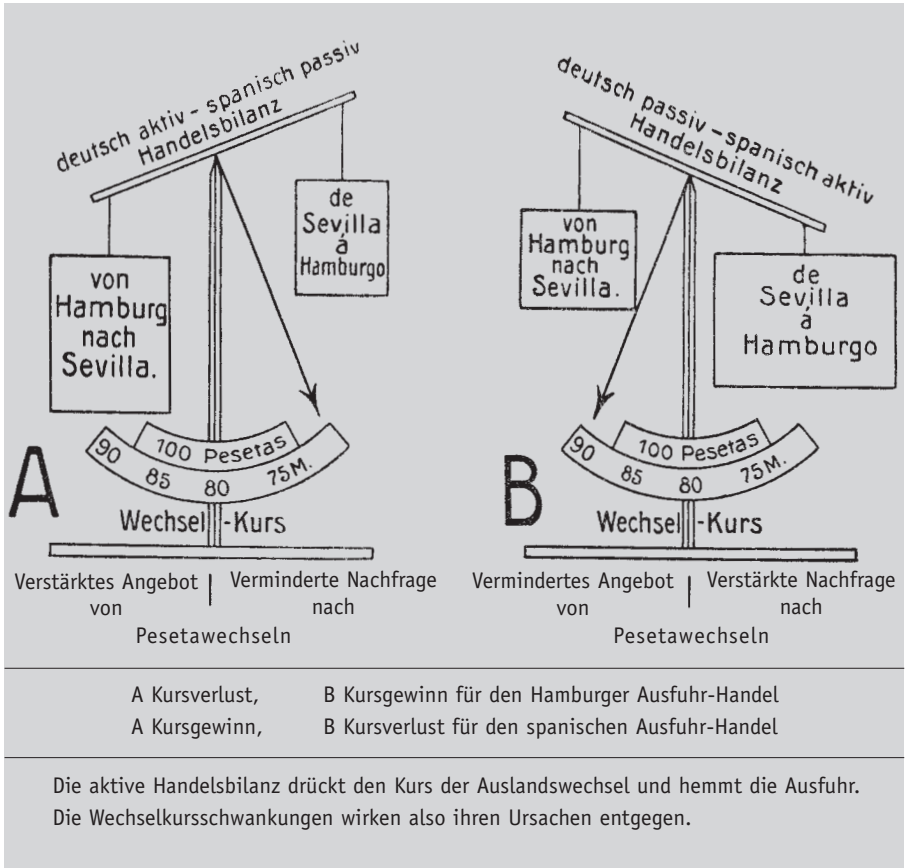 deutsch aktiv – spanisch passiv
Handelsbilanz
von
Hamburg
nach
Sevilla.
de
Sevilla
á
Hamburgo
100 Pesetas
90 85 80 75 M.
A
Wechsel-Kurs
Verstärktes Angebot | Verminderte Nachfrage
von nach
Pesetawechseln
deutsch passiv – spanisch aktiv
Handelsbilanz
von
Hamburg
nach
Sevilla.
de
Sevilla
á
Hamburgo
100 Pesetas
90 85 80 75 M.
B
Wechsel-Kurs
Vermindertes Angebot | Verstärkte Nachfrage
von nach
Pesetawechseln
A Kursverlust, B Kursgewinn für den Hamburger Ausfuhr-Handel
A Kursgewinn, B Kursverlust für den spanischen Ausfuhr-Handel
Die aktive Handelsbilanz drückt den Kurs der Auslandswechsel und hemmt die Ausfuhr.
Die Wechselkursschwankungen wirken also ihren Ursachen entgegen.